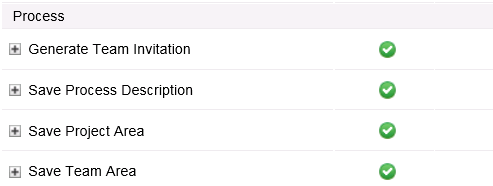 Process
Generate Team Invitation
Save Process Description
Save Project Area
Save Team Area